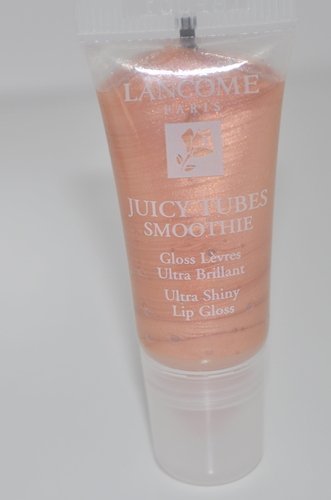 LANCOME
PARIS
JUICY TUBES
SMOOTHIE
Gloss Lèvres
Ultra Brillant
Ultra Shiny
Lip Gloss